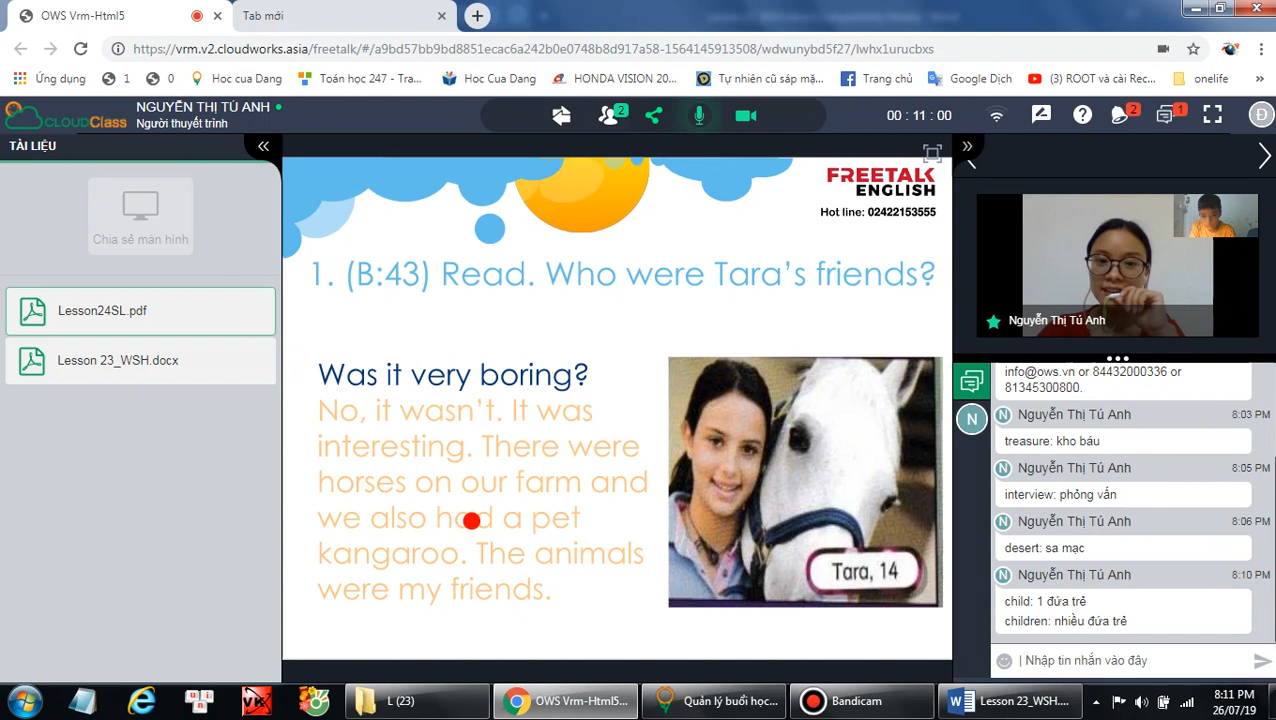 OWS Vrm-Html5
Tab mới
https://vrm.v2.cloudworks.asia/freetalk/#/a9bd57bb9bd8851ecac6a242b0e0748b8d917a58-1564145913508/wdwunybd5f27/lwhx1urucbxs
Ứng dụng
1
0
Hoc cua Dang
Toán học 247 - Tra...
Học Cua Dang
HONDA VISION 20...
Tự nhiên cũ sáp mặ...
Trang chủ
Google Dịch
(3) ROOT và cài Rec...
onelife
CLOUDClass
NGUYỄN THỊ TÚ ANH
Người thuyết trình
2
00 : 11 : 00
2
1
Đ
TÀI LIỆU
Chia sẻ màn hình
Lesson24SL.pdf
Lesson 23_WSH.docx
FREETALK
ENGLISH
Hot line: 02422153555
1. (B:43) Read. Who were Tara's friends?
Was it very boring?
No, it wasn't. It was
interesting. There were
horses on our farm and
we also had a pet
kangaroo. The animals
were my friends.
Tara, 14
Nguyễn Thị Tú Anh
info@ows.vn or 84432000336 or
81345300800.
N
N Nguyễn Thị Tú Anh 8:03 PM
treasure: kho báu
N Nguyễn Thị Tú Anh 8:05 PM
interview: phỏng vấn
N Nguyễn Thị Tú Anh 8:06 PM
desert: sa mạc
N Nguyễn Thị Tú Anh 8:10 PM
child: 1 đứa trẻ
children: nhiều đứa trẻ
Nhập tin nhắn vào đây
L (23)
OWS Vrm-Html5...
Quản lý buổi học...
Bandicam
Lesson 23_WSH....
8:11 PM
26/07/19